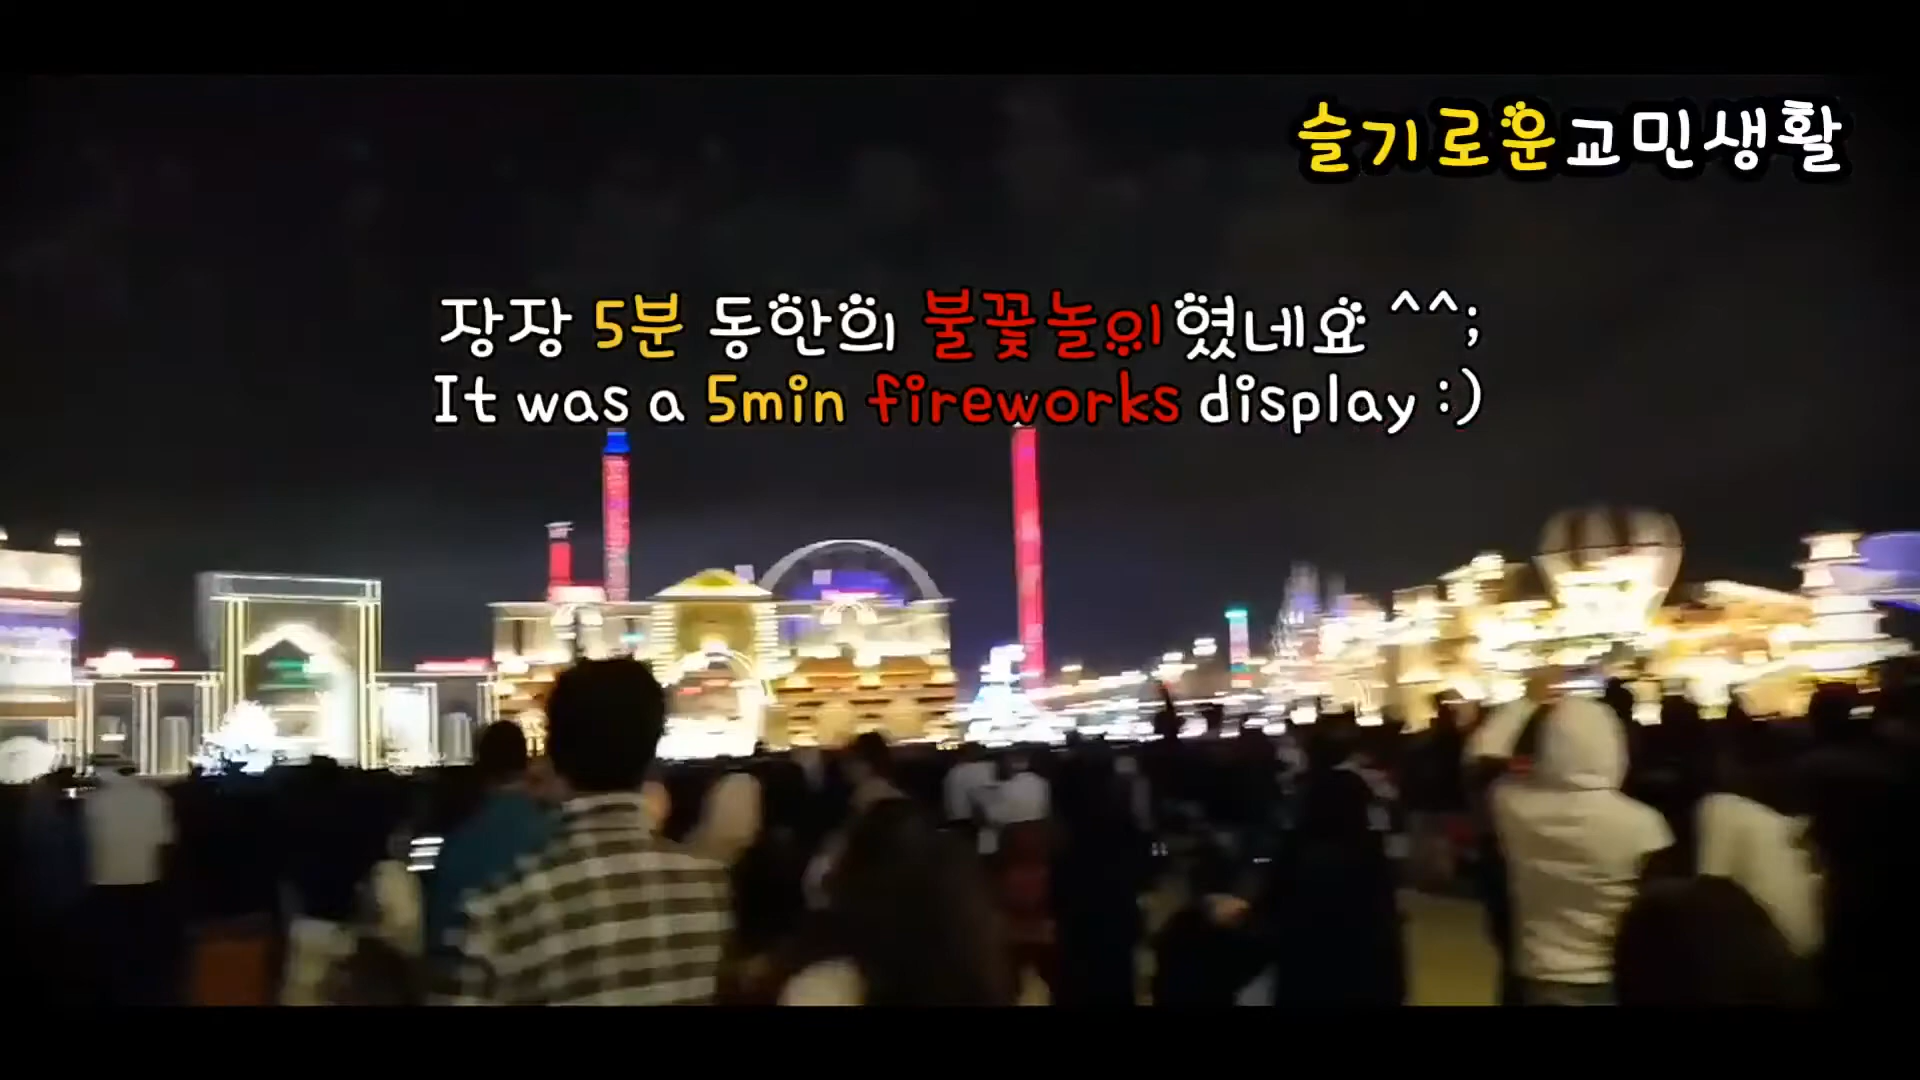 슬기로운교민생활
장장 5분 동안의 불꽃놀이였네요 ^^;
It was a 5min fireworks display :)